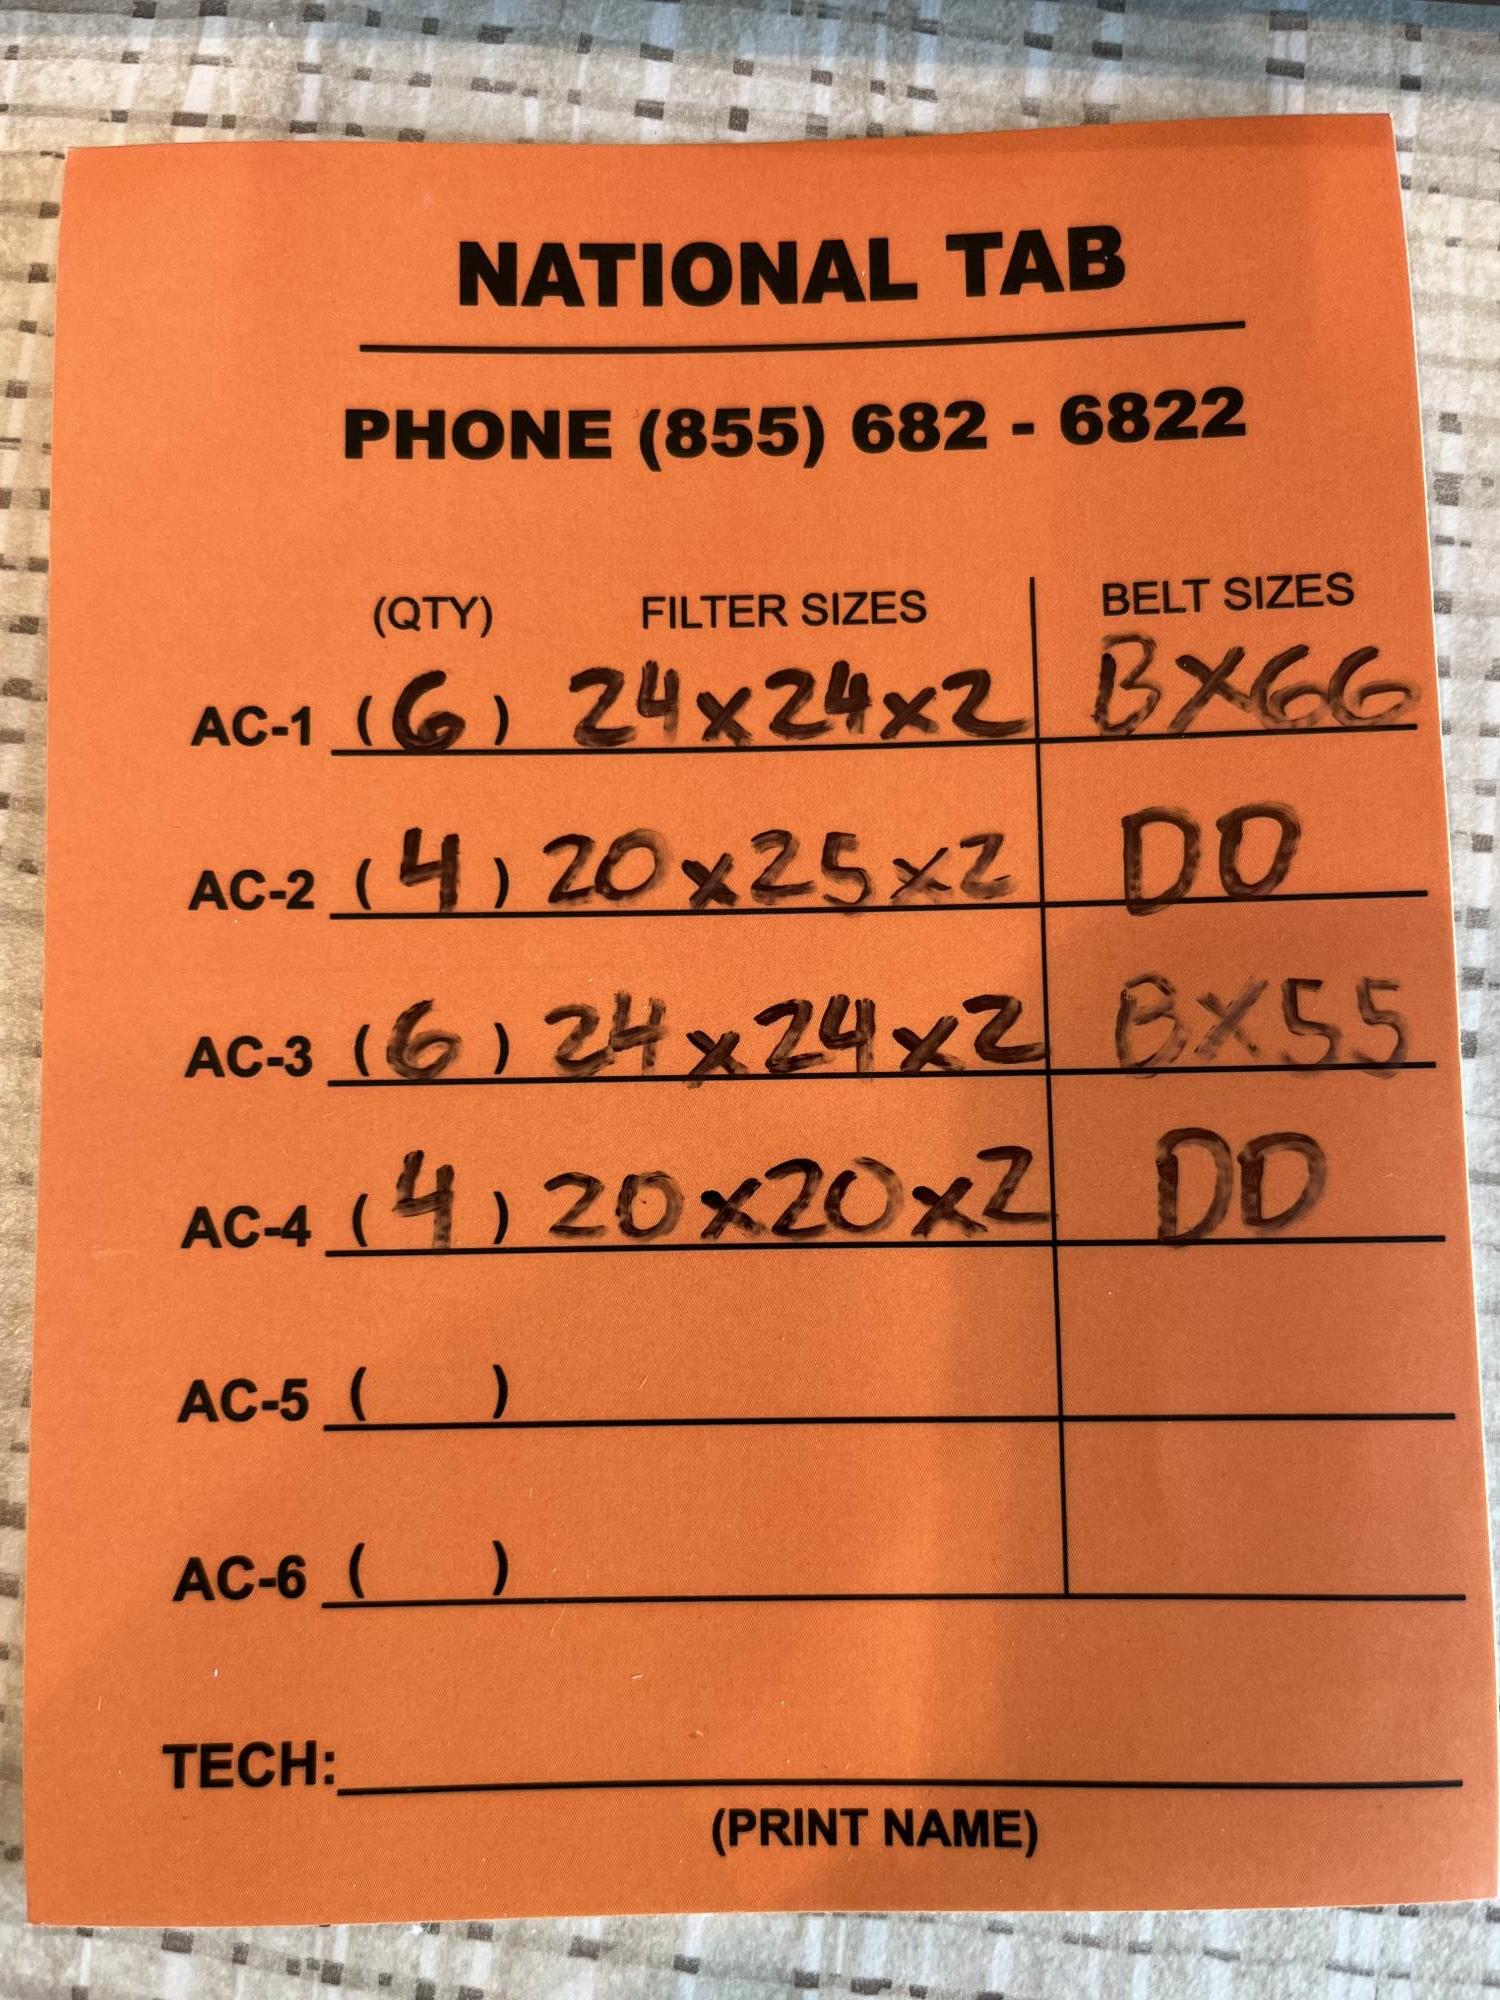 NATIONAL TAB
PHONE (855) 682 - 6822
(QTY) FILTER SIZES BELT SIZES
AC-1 (6) 24x24x2 BX66
AC-2 (4) 20x25x2 DD
AC-3 (6) 24x24x2 BX55
AC-4 (4) 20x20x2 DD
AC-5 ( )
AC-6 ( )
TECH:
(PRINT NAME)